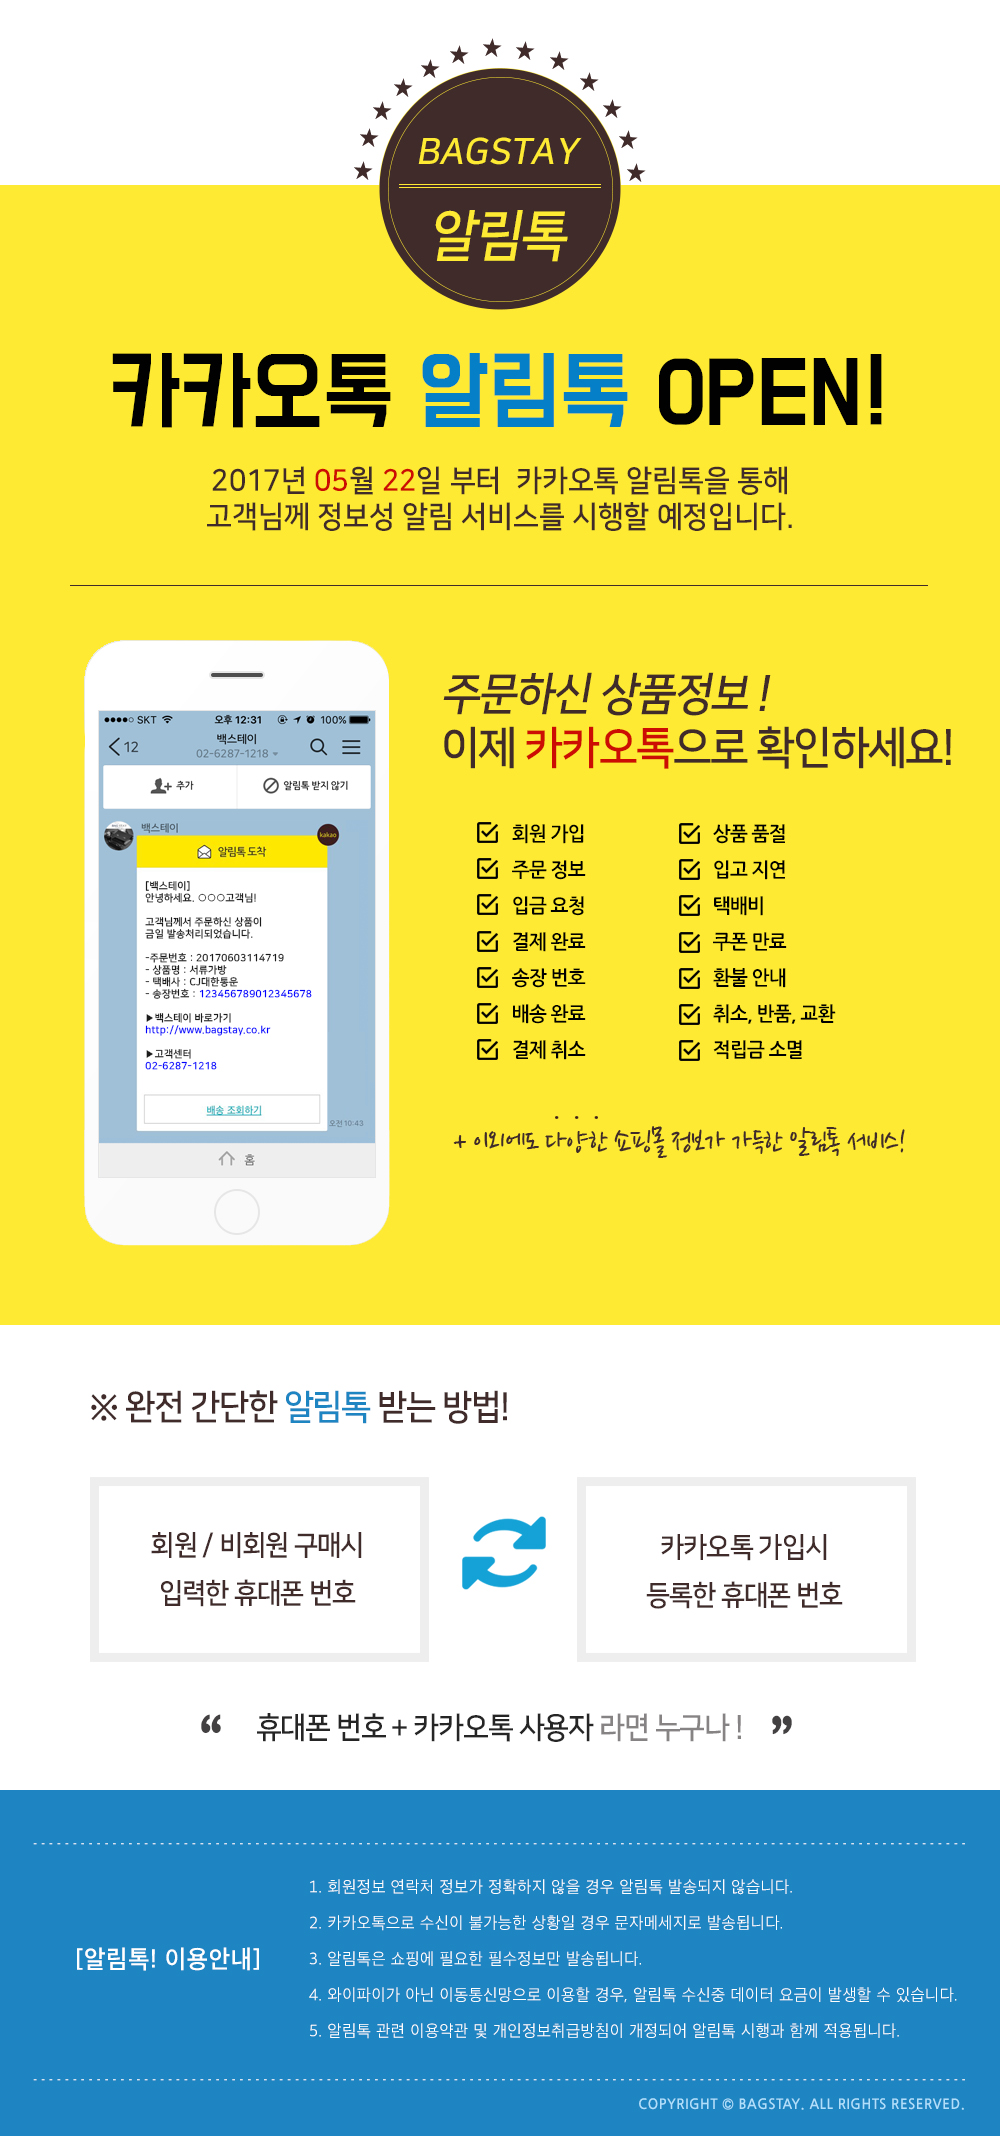 BAGSTAY
알림톡
카카오톡 알림톡 OPEN!
2017년 05월 22일 부터 카카오톡 알림톡을 통해
고객님께 정보성 알림 서비스를 시행할 예정입니다.
SKT 오후 12:31 100%
12 백스테이
02-6287-1218
추가 알림톡 받지 않기
백스테이
kakao
알림톡 도착
[백스테이]
안녕하세요. ○○○고객님!
고객님께서 주문하신 상품이
금일 발송처리되었습니다.
-주문번호 : 20170603114719
- 상품명 : 서류가방
- 택배사 : CJ대한통운
- 송장번호 : 123456789012345678
▶백스테이 바로가기
http://www.bagstay.co.kr
▶고객센터
02-6287-1218
배송 조회하기
오전 10:43
홈
주문하신 상품정보 !
이제 카카오톡으로 확인하세요!
회원 가입
주문 정보
입금 요청
결제 완료
송장 번호
배송 완료
결제 취소
상품 품절
입고 지연
택배비
쿠폰 만료
환불 안내
취소, 반품, 교환
적립금 소멸
+ 이외에도 다양한 쇼핑몰 정보가 가득한 알림톡 서비스!
※ 완전 간단한 알림톡 받는 방법!
회원 / 비회원 구매시
입력한 휴대폰 번호
카카오톡 가입시
등록한 휴대폰 번호
“ 휴대폰 번호 + 카카오톡 사용자 라면 누구나 ! ”
[알림톡! 이용안내]
1. 회원정보 연락처 정보가 정확하지 않을 경우 알림톡 발송되지 않습니다.
2. 카카오톡으로 수신이 불가능한 상황일 경우 문자메세지로 발송됩니다.
3. 알림톡은 쇼핑에 필요한 필수정보만 발송됩니다.
4. 와이파이가 아닌 이동통신망으로 이용할 경우, 알림톡 수신중 데이터 요금이 발생할 수 있습니다.
5. 알림톡 관련 이용약관 및 개인정보취급방침이 개정되어 알림톡 시행과 함께 적용됩니다.
COPYRIGHT © BAGSTAY. ALL RIGHTS RESERVED.